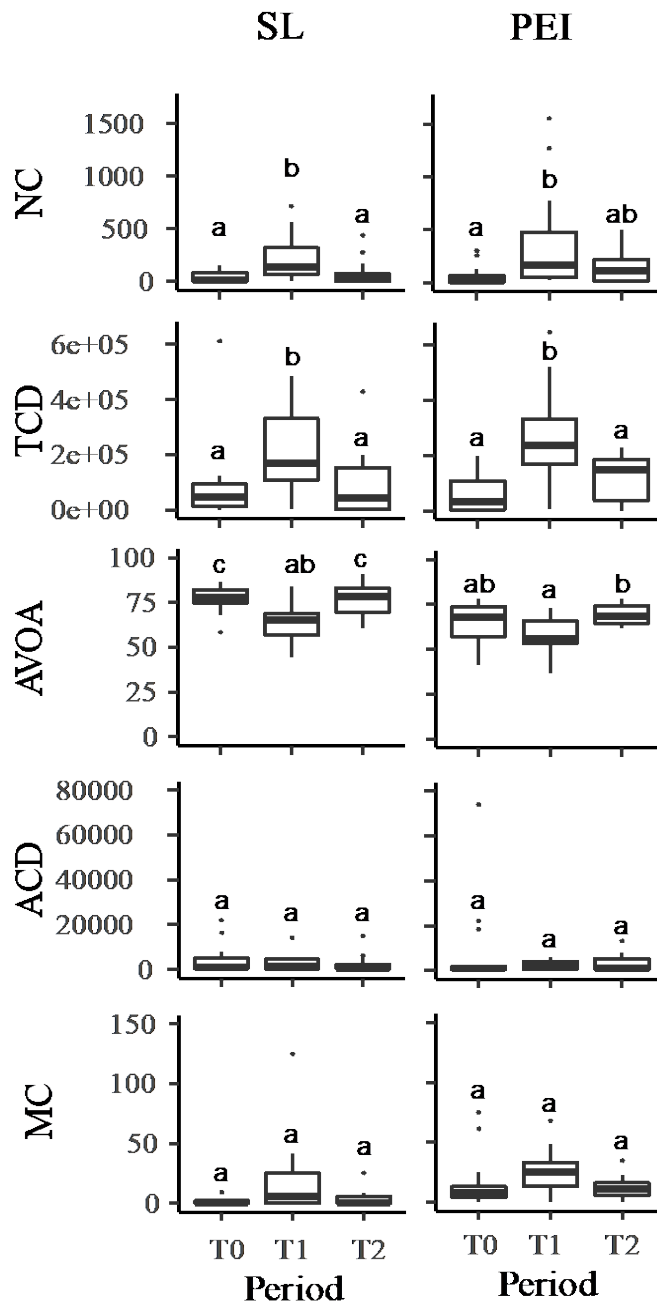 SL PEI
NC
1500
1000
500
0
a b a
a b ab
TCD
6e+05
4e+05
2e+05
0e+00
a b a
a b a
AVOA
100
75
50
25
0
c ab c
ab a b
ACD
80000
60000
40000
20000
0
a a a
a a a
MC
150
100
50
0
a a a
a a a
T0 T1 T2 T0 T1 T2
Period Period